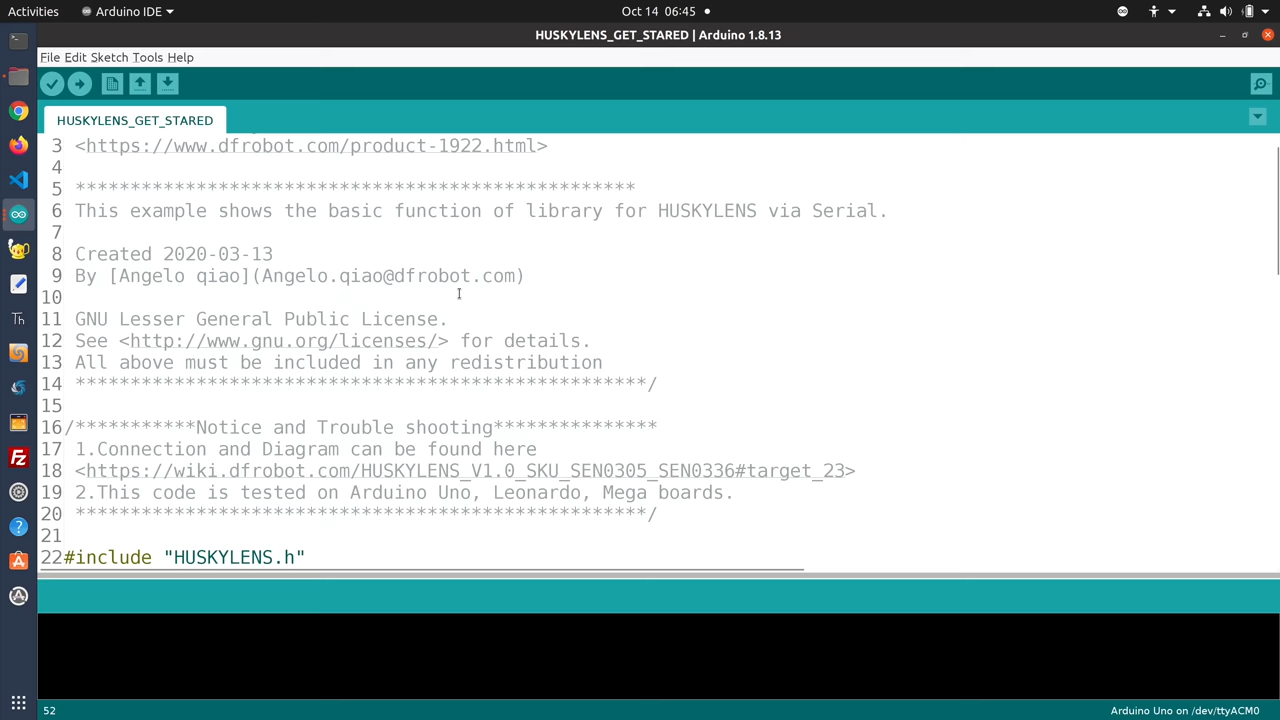 Activities
Arduino IDE
Oct 14 06:45
HUSKYLENS_GET_STARED | Arduino 1.8.13
File Edit Sketch Tools Help
HUSKYLENS_GET_STARED
3 <https://www.dfrobot.com/product-1922.html>
4
5 ***************************************************
6 This example shows the basic function of library for HUSKYLENS via Serial.
7
8 Created 2020-03-13
9 By [Angelo qiao](Angelo.qiao@dfrobot.com)
10
11 GNU Lesser General Public License.
12 See <http://www.gnu.org/licenses/> for details.
13 All above must be included in any redistribution
14 ****************************************************/
15
16 /***********Notice and Trouble shooting***************
17 1.Connection and Diagram can be found here
18 <https://wiki.dfrobot.com/HUSKYLENS_V1.0_SKU_SEN0305_SEN0336#target_23>
19 2.This code is tested on Arduino Uno, Leonardo, Mega boards.
20 ****************************************************/
21
22 #include "HUSKYLENS.h"
Th
Fz
52
Arduino Uno on /dev/ttyACM0